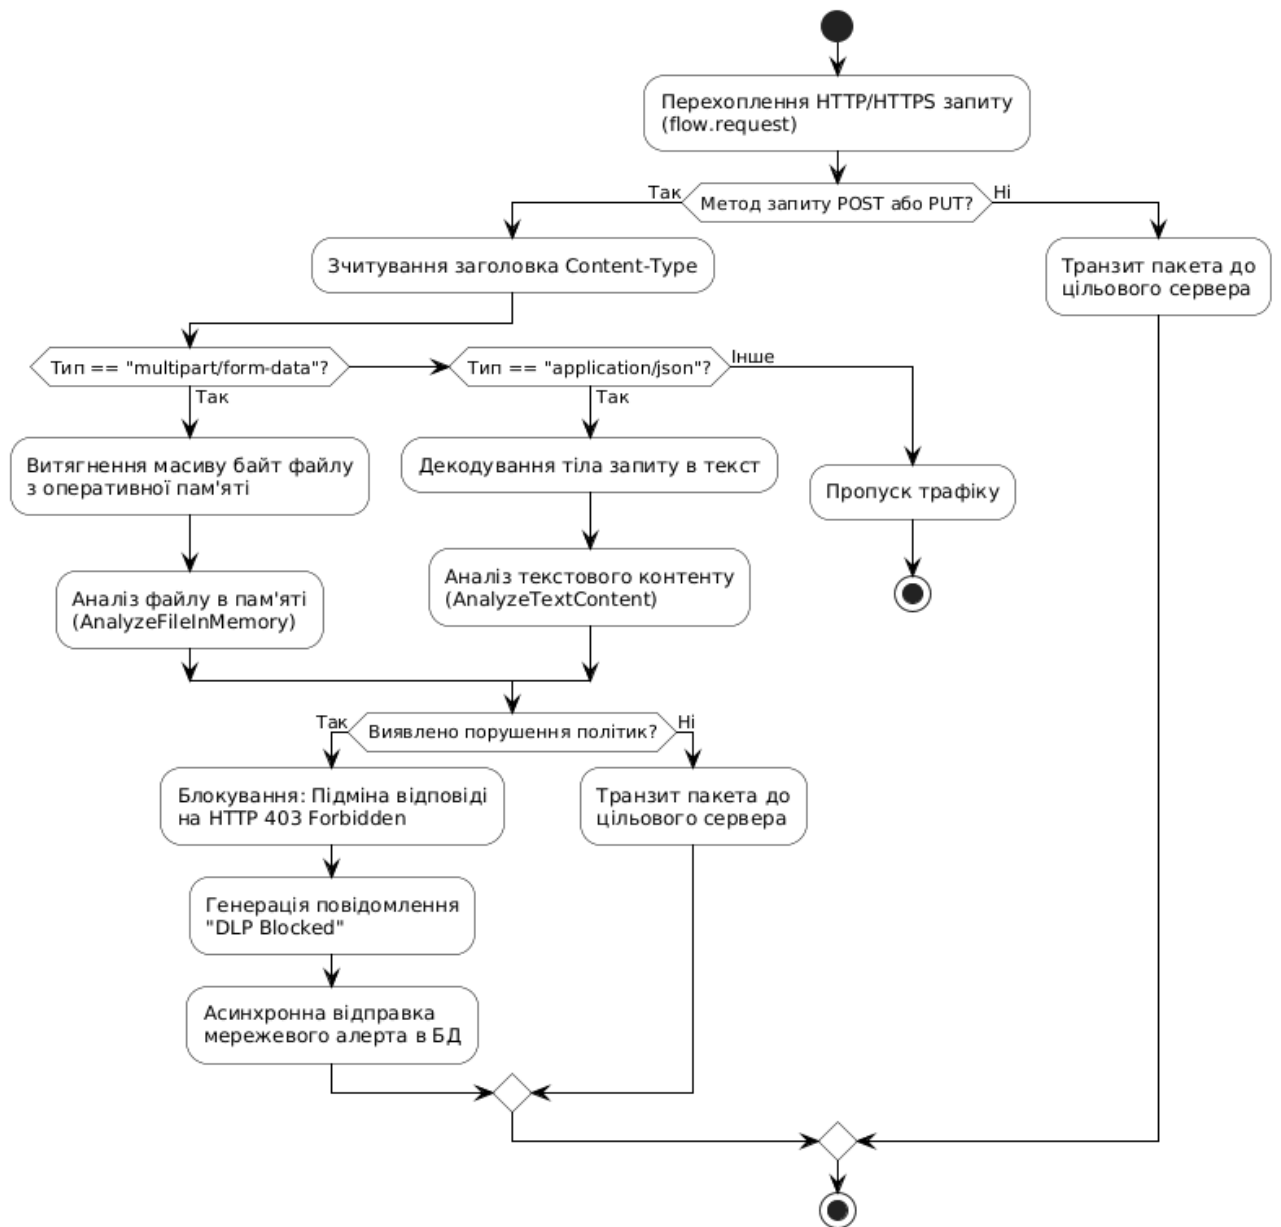 Перехоплення HTTP/HTTPS запиту
(flow.request)
Так
Метод запиту POST або PUT?
Ні
Зчитування заголовка Content-Type
Транзит пакета до
цільового сервера
Тип == "multipart/form-data"?
Тип == "application/json"?
Інше
Так
Так
Витягнення масиву байт файлу
з оперативної пам'яті
Декодування тіла запиту в текст
Пропуск трафіку
Аналіз файлу в пам'яті
(AnalyzeFileInMemory)
Аналіз текстового контенту
(AnalyzeTextContent)
Так
Виявлено порушення політик?
Ні
Блокування: Підміна відповіді
на HTTP 403 Forbidden
Транзит пакета до
цільового сервера
Генерація повідомлення
"DLP Blocked"
Асинхронна відправка
мережевого алерта в БД